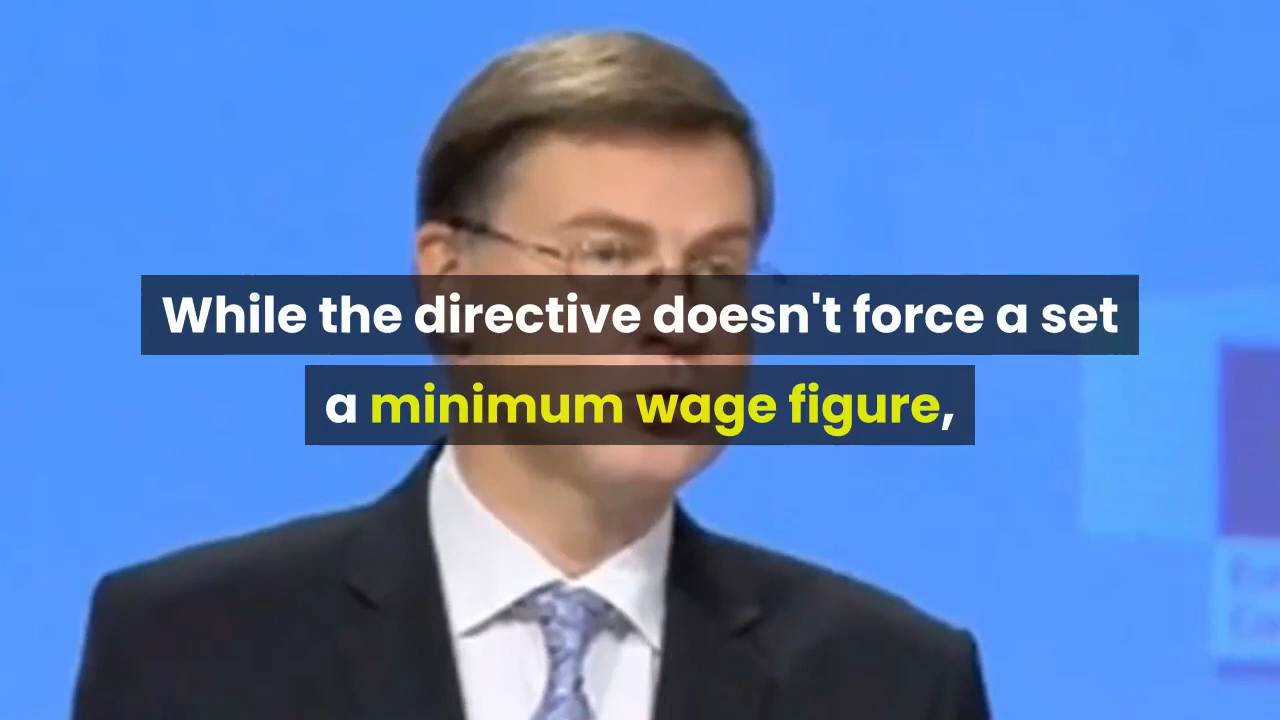 While the directive doesn't force a set
a minimum wage figure,